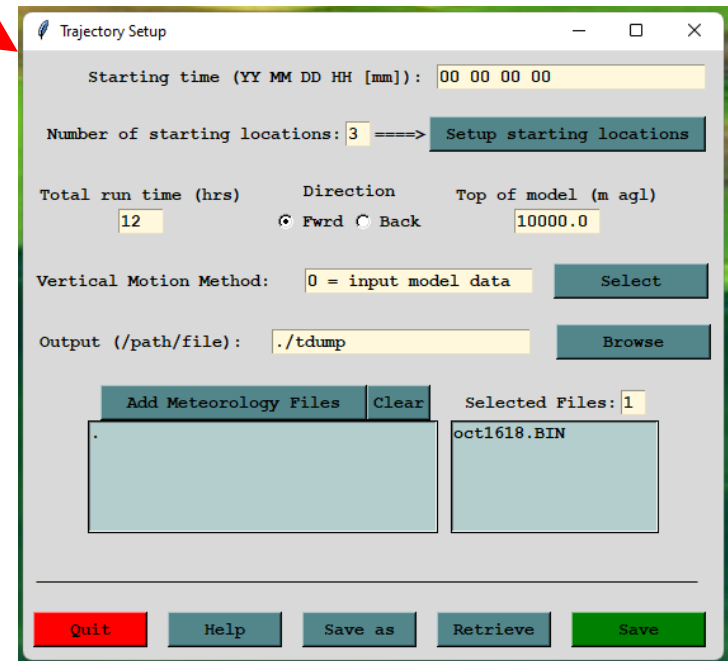 Trajectory Setup
Starting time (YY MM DD HH [mm]): 00 00 00 00
Number of starting locations: 3 ====> Setup starting locations
Total run time (hrs) Direction Top of model (m agl)
12 Fwrd Back 10000.0
Vertical Motion Method: 0 = input model data Select
Output (/path/file): ./tdump Browse
Add Meteorology Files Clear Selected Files: 1
. oct1618.BIN
Quit Help Save as Retrieve Save